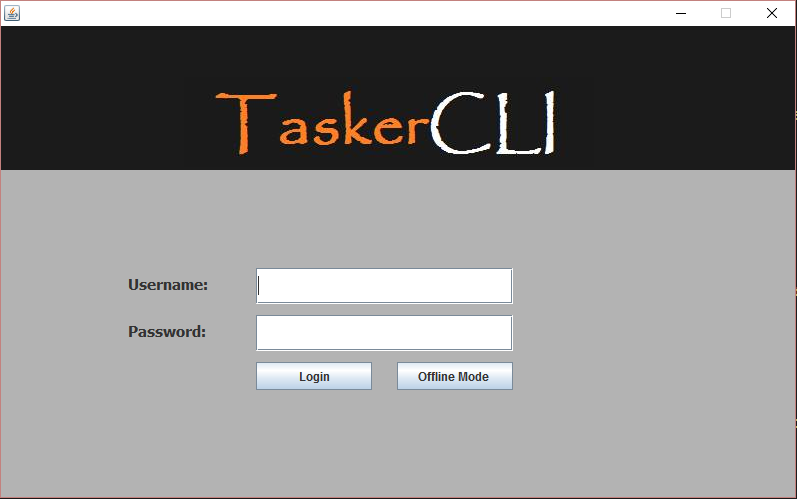 TaskerCLI
Username:
Password:
Login Offline Mode